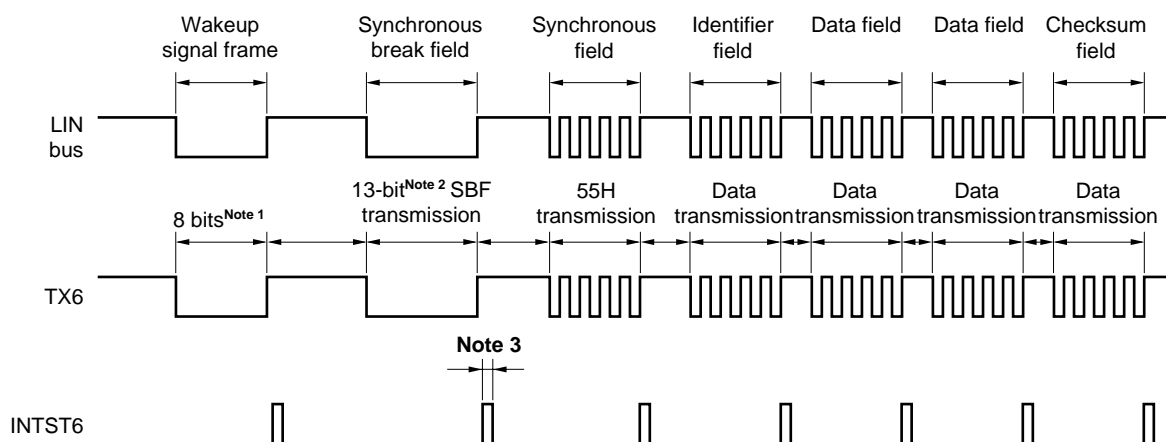 Wakeup
signal frame
Synchronous
break field
Synchronous
field
Identifier
field
Data field
Data field
Checksum
field
LIN
bus
8 bitsNote 1
13-bitNote 2 SBF
transmission
55H
transmission
Data
transmission
Data
transmission
Data
transmission
Data
transmission
TX6
Note 3
INTST6